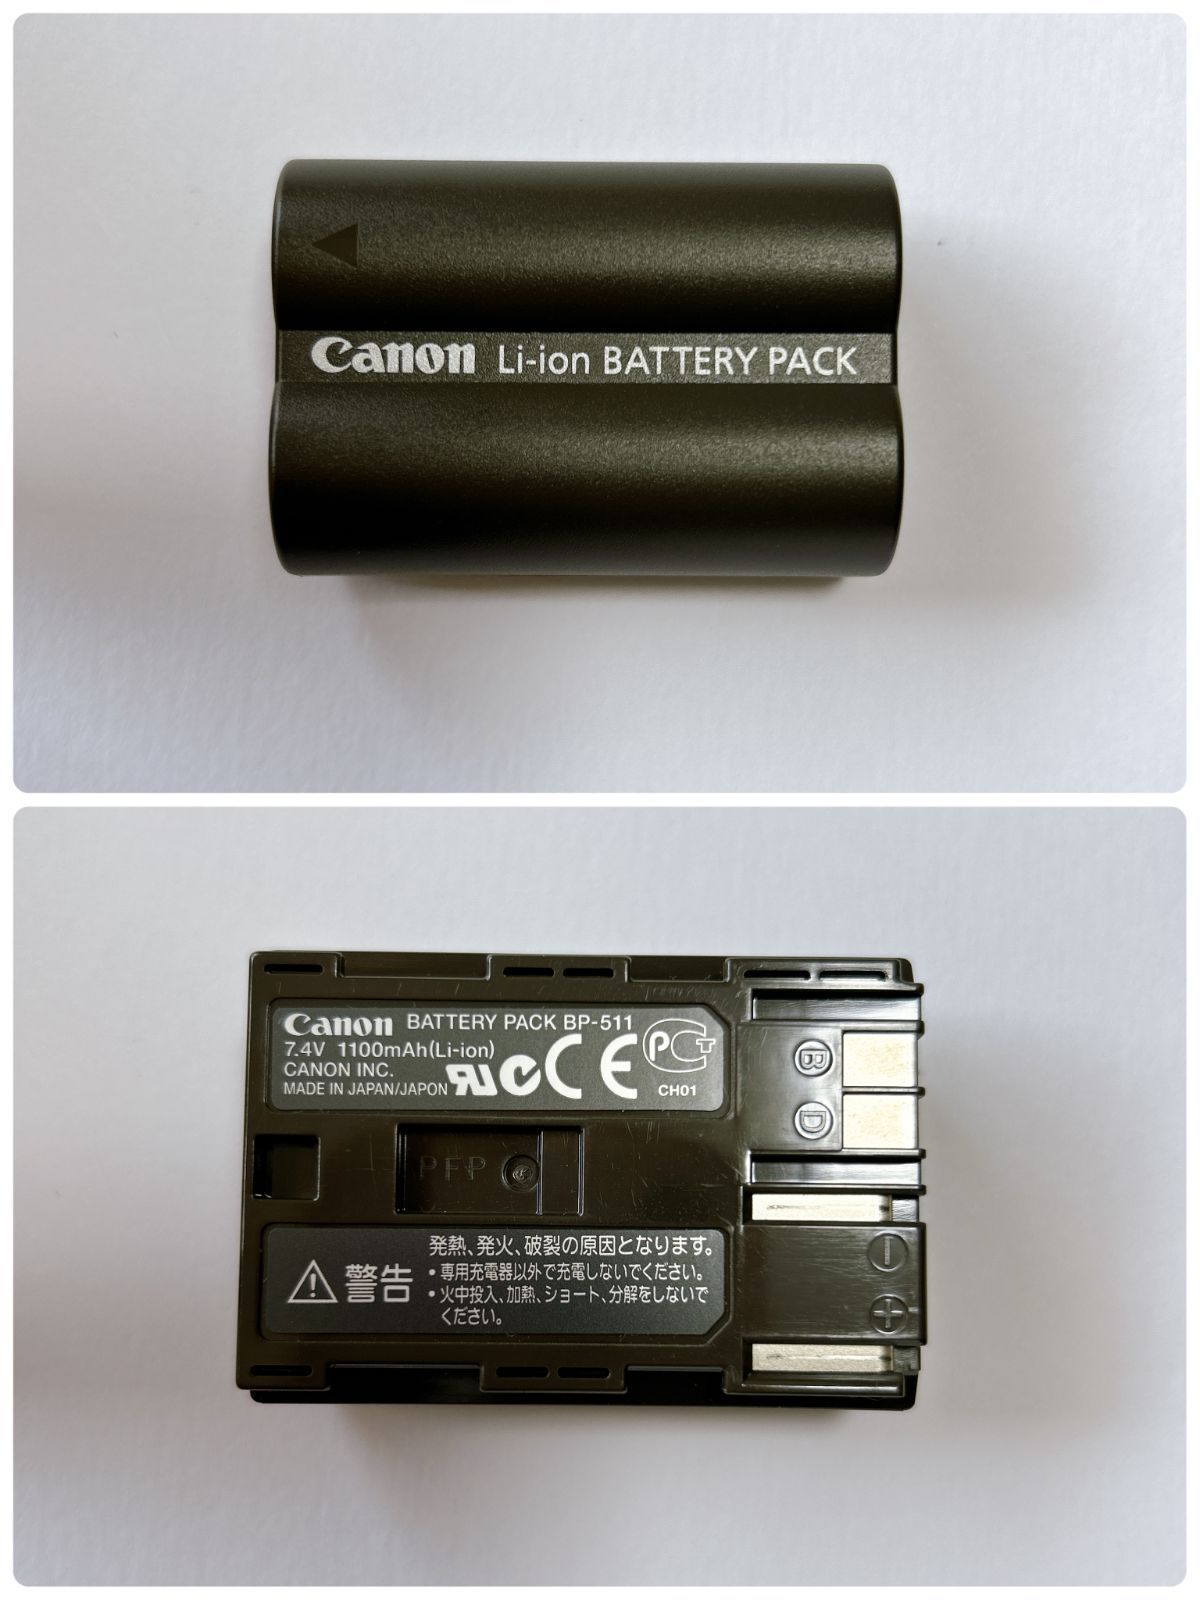 Canon Li-ion BATTERY PACK
Canon BATTERY PACK BP-511
7.4V 1100mAh(Li-ion)
CANON INC.
MADE IN JAPAN/JAPON
CE
PCT
CH01
B
D
PFP
−
+
警告
発熱、発火、破裂の原因となります。
・専用充電器以外で充電しないでください。
・火中投入、加熱、ショート、分解をしないで
ください。